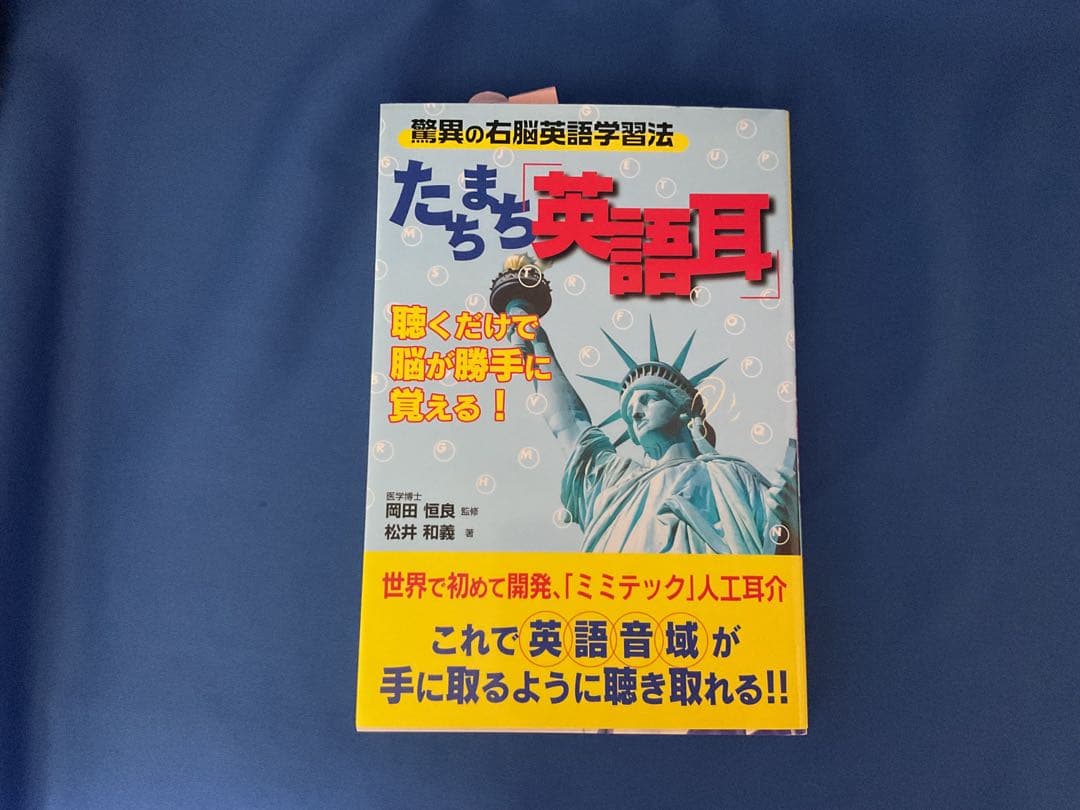 驚異の右脳英語学習法
たちまち「英語耳」
聴くだけで
脳が勝手に
覚える!
医学博士
岡田 恒良 監修
松井 和義 著
世界で初めて開発、「ミミテック」人工耳介
これで英語音域が
手に取るように聴き取れる!!